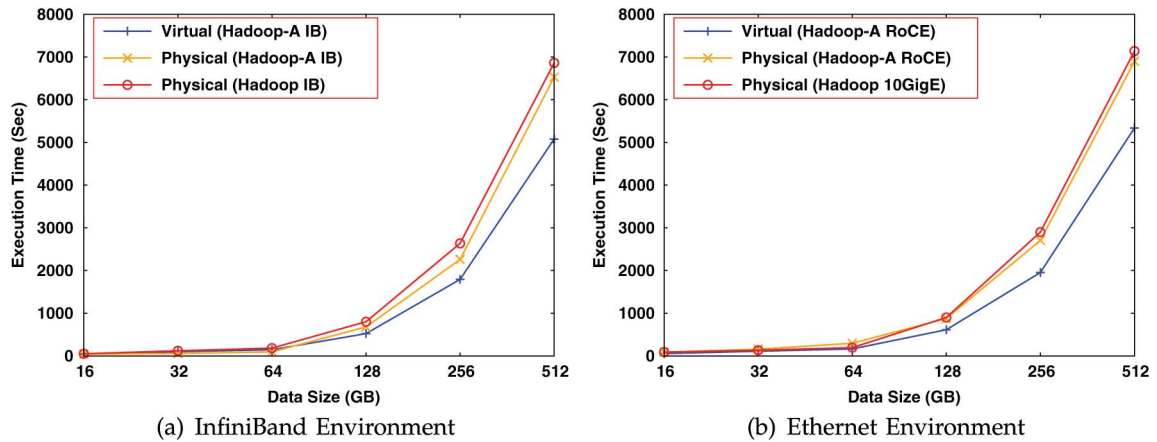 8000
7000
6000
5000
4000
3000
2000
1000
0
Execution Time (Sec)
Virtual (Hadoop-A IB)
Physical (Hadoop-A IB)
Physical (Hadoop IB)
16 32 64 128 256 512
Data Size (GB)
(a) InfiniBand Environment
8000
7000
6000
5000
4000
3000
2000
1000
0
Execution Time (Sec)
Virtual (Hadoop-A RoCE)
Physical (Hadoop-A RoCE)
Physical (Hadoop 10GigE)
16 32 64 128 256 512
Data Size (GB)
(b) Ethernet Environment